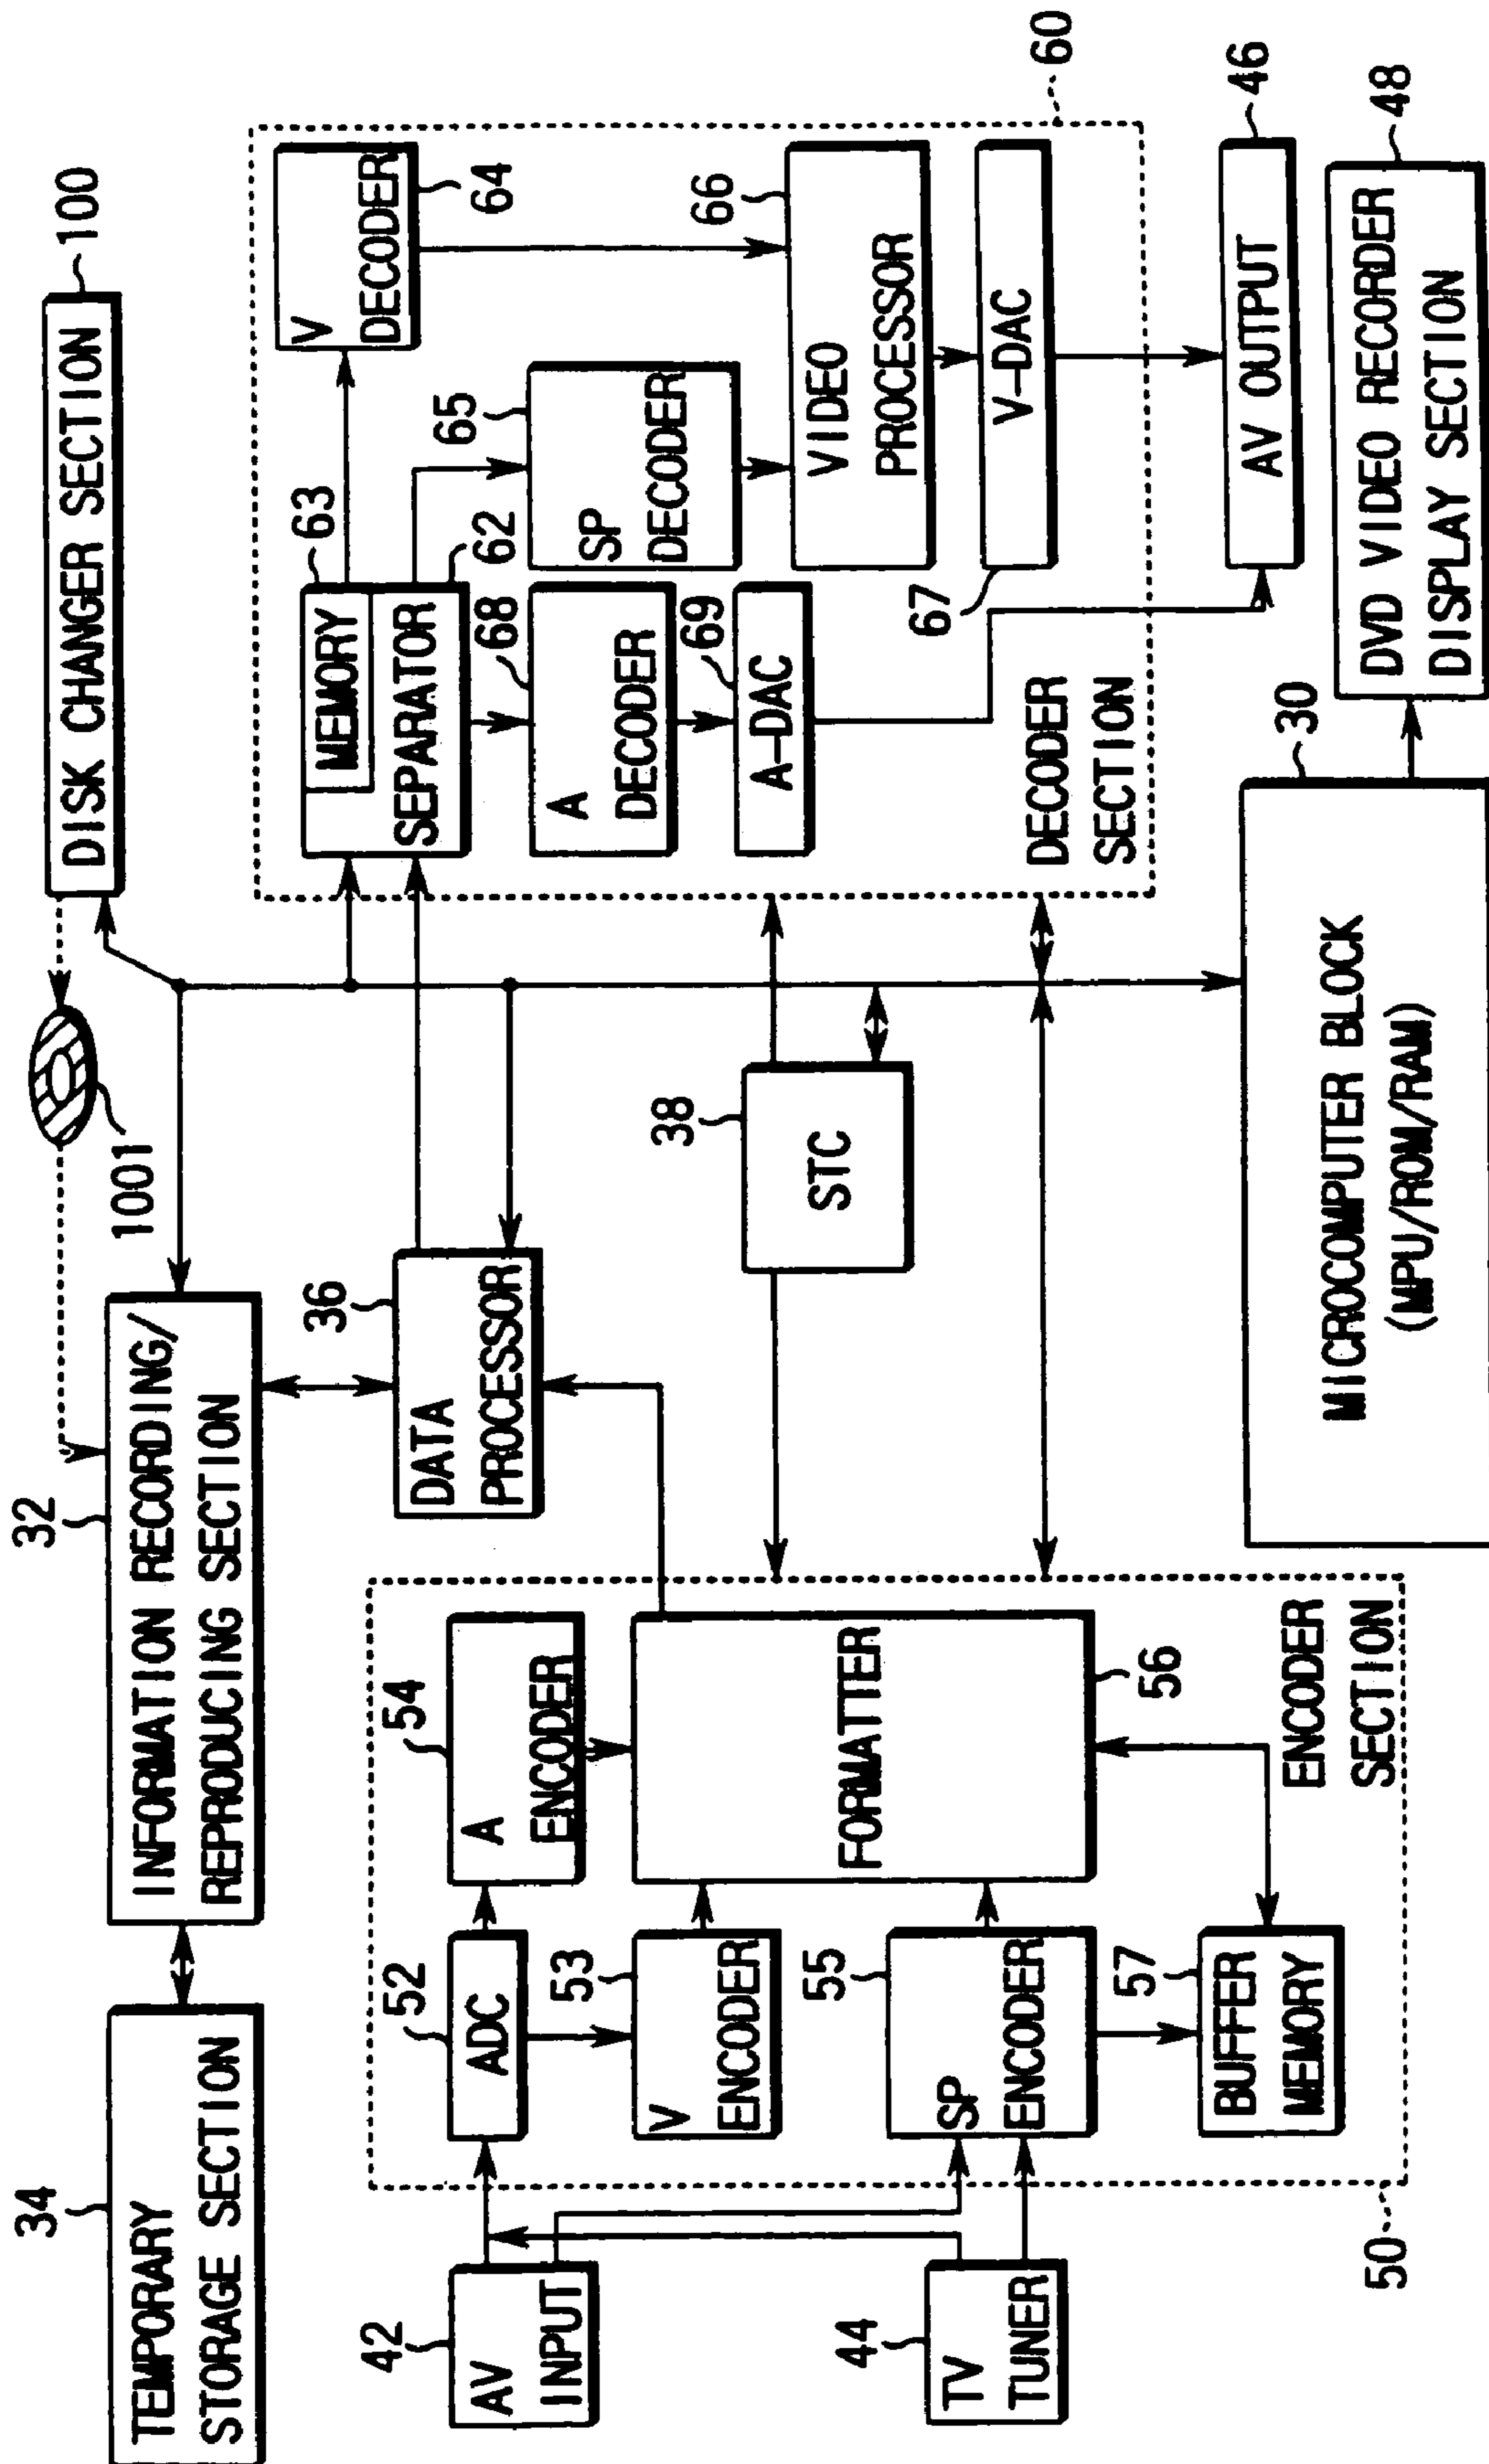 34
TEMPORARY
STORAGE SECTION
32
INFORMATION RECORDING/
REPRODUCING SECTION
1001
DISK CHANGER SECTION
100
36
DATA
PROCESSOR
38
STC
42
AV
INPUT
44
TV
TUNER
50
52
ADC
53
V
ENCODER
54
A
ENCODER
55
SP
ENCODER
56
FORMATTER
57
BUFFER
MEMORY
ENCODER
SECTION
63
MEMORY
62
SEPARATOR
64
V
DECODER
65
SP
DECODER
68
A
DECODER
69
A-DAC
66
VIDEO
PROCESSOR
67
V-DAC
DECODER
SECTION
60
30
MICROCOMPUTER BLOCK
(MPU/ROM/RAM)
46
AV OUTPUT
48
DVD VIDEO RECORDER
DISPLAY SECTION